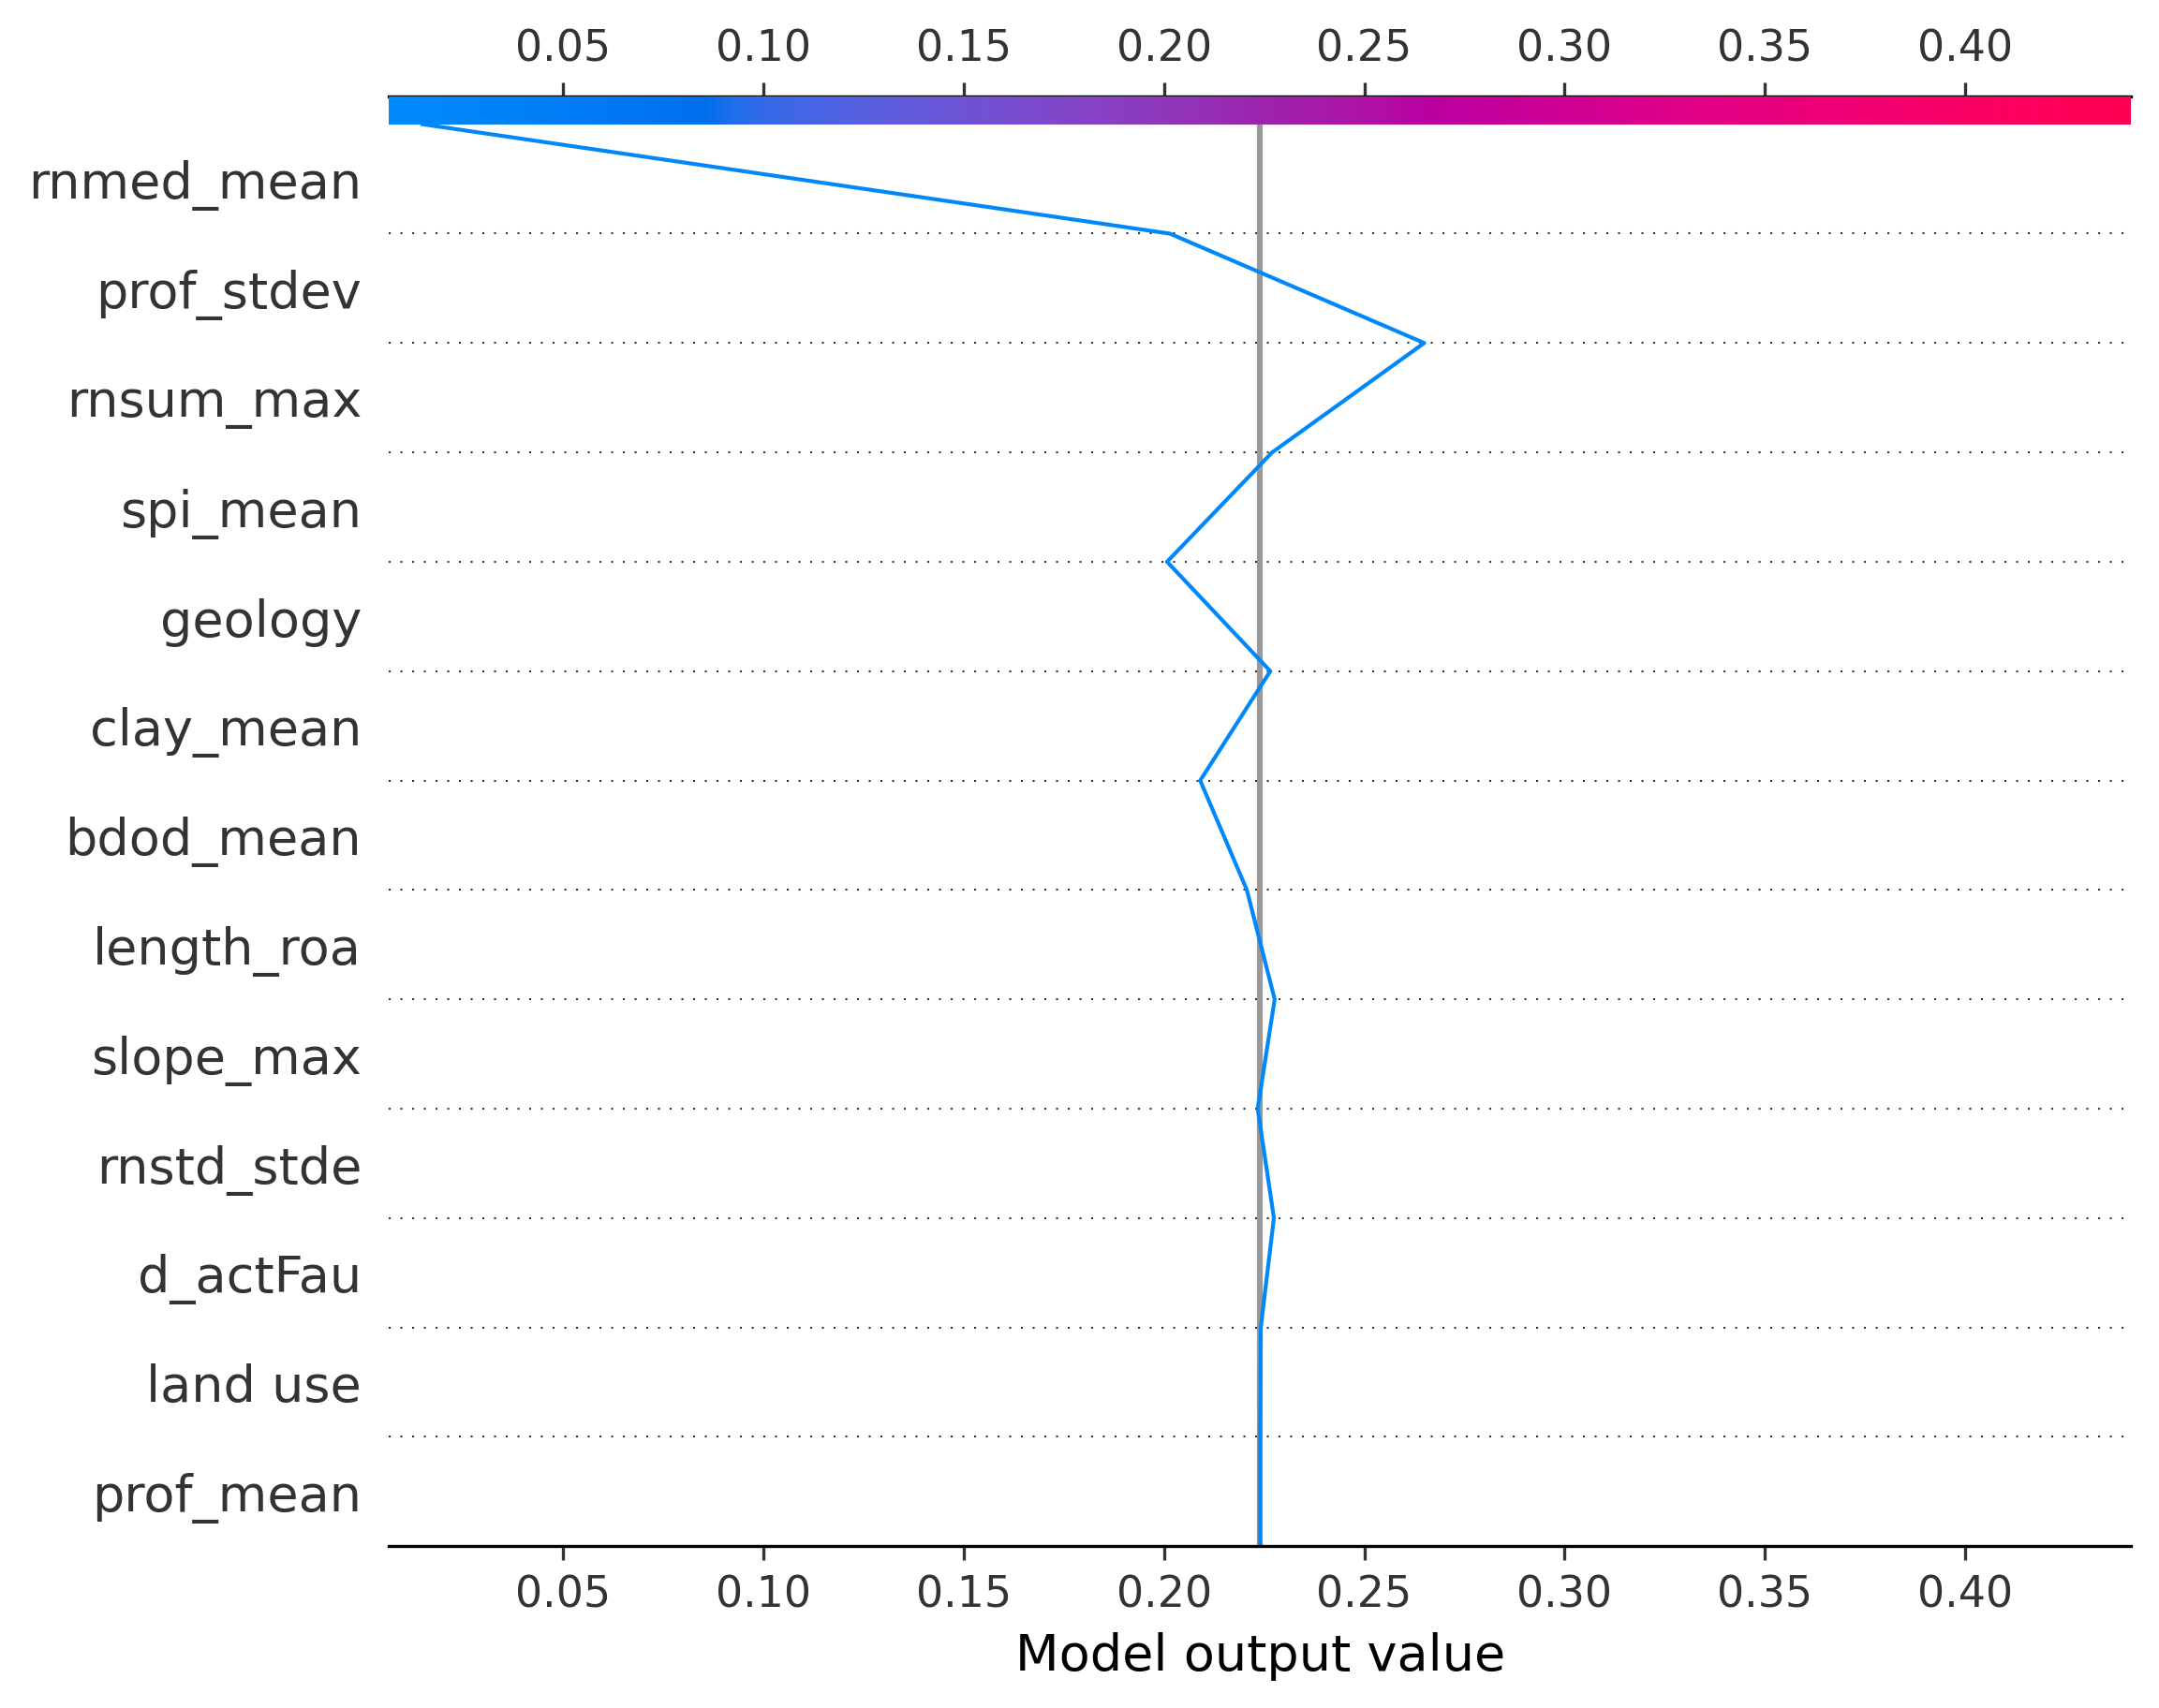 0.05 0.10 0.15 0.20 0.25 0.30 0.35 0.40
rnmed_mean
prof_stdev
rnsum_max
spi_mean
geology
clay_mean
bdod_mean
length_roa
slope_max
rnstd_stde
d_actFau
land use
prof_mean
0.05 0.10 0.15 0.20 0.25 0.30 0.35 0.40
Model output value